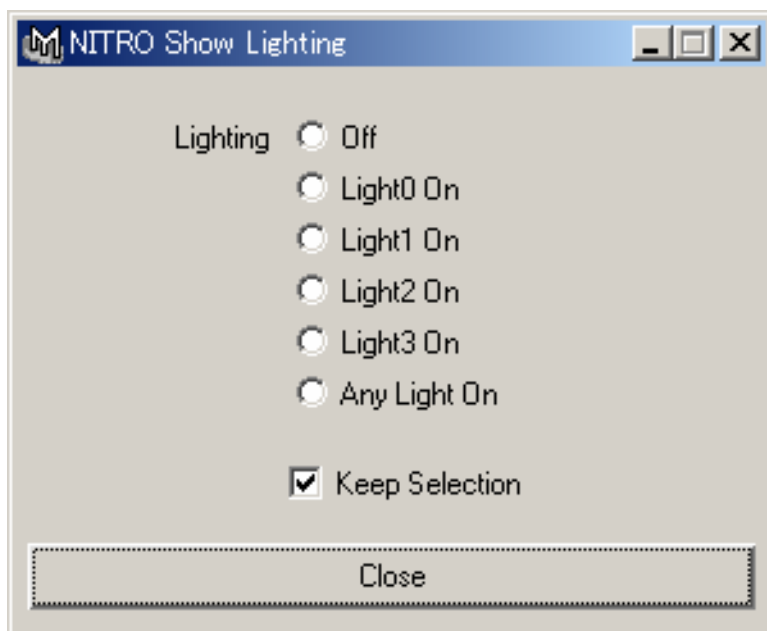 NITRO Show Lighting
Lighting Off
Light0 On
Light1 On
Light2 On
Light3 On
Any Light On
Keep Selection
Close